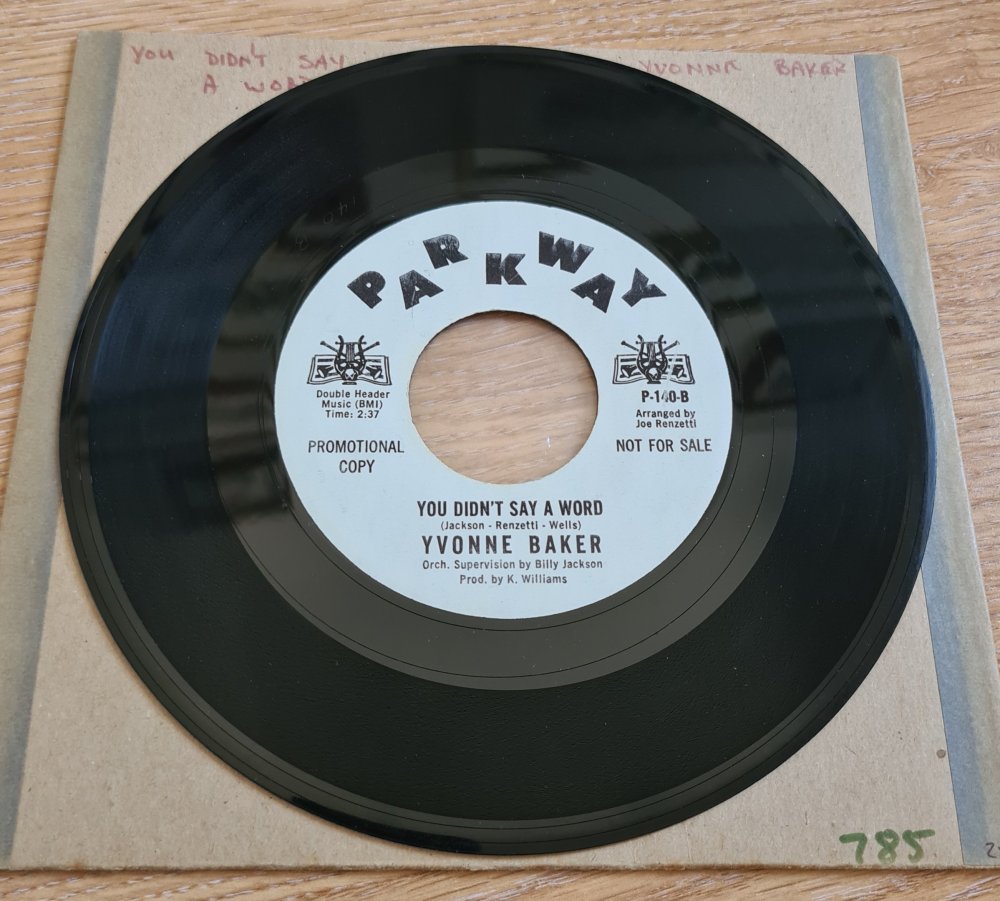 YOU DIDN'T SAY
YVONNE BAKER
A
140 B
PARKWAY
Double Header
Music (BMI)
Time: 2:37
PROMOTIONAL
COPY
P-140-B
Arranged by
Joe Renzetti
NOT FOR SALE
YOU DIDN'T SAY A WORD
(Jackson - Renzetti - Wells)
YVONNE BAKER
Orch. Supervision by Billy Jackson
Prod. by K. Williams
785